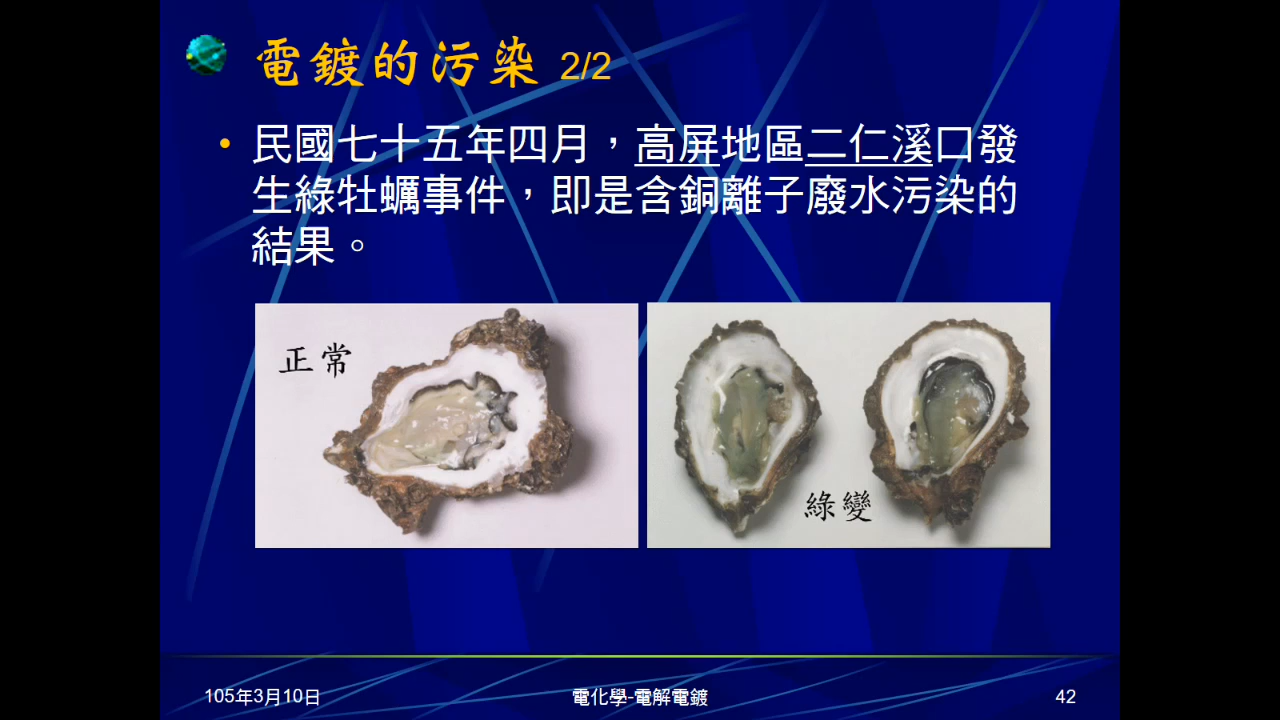 電鍍的污染 2/2
•民國七十五年四月，高屏地區二仁溪口發
生綠牡蠣事件，即是含銅離子廢水污染的
結果。
正常
綠變
105年3月10日
電化學-電解電鍍
42